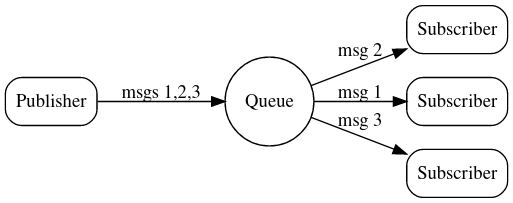 Subscriber
msg 2
Publisher
msgs 1,2,3
Queue
msg 1
Subscriber
msg 3
Subscriber